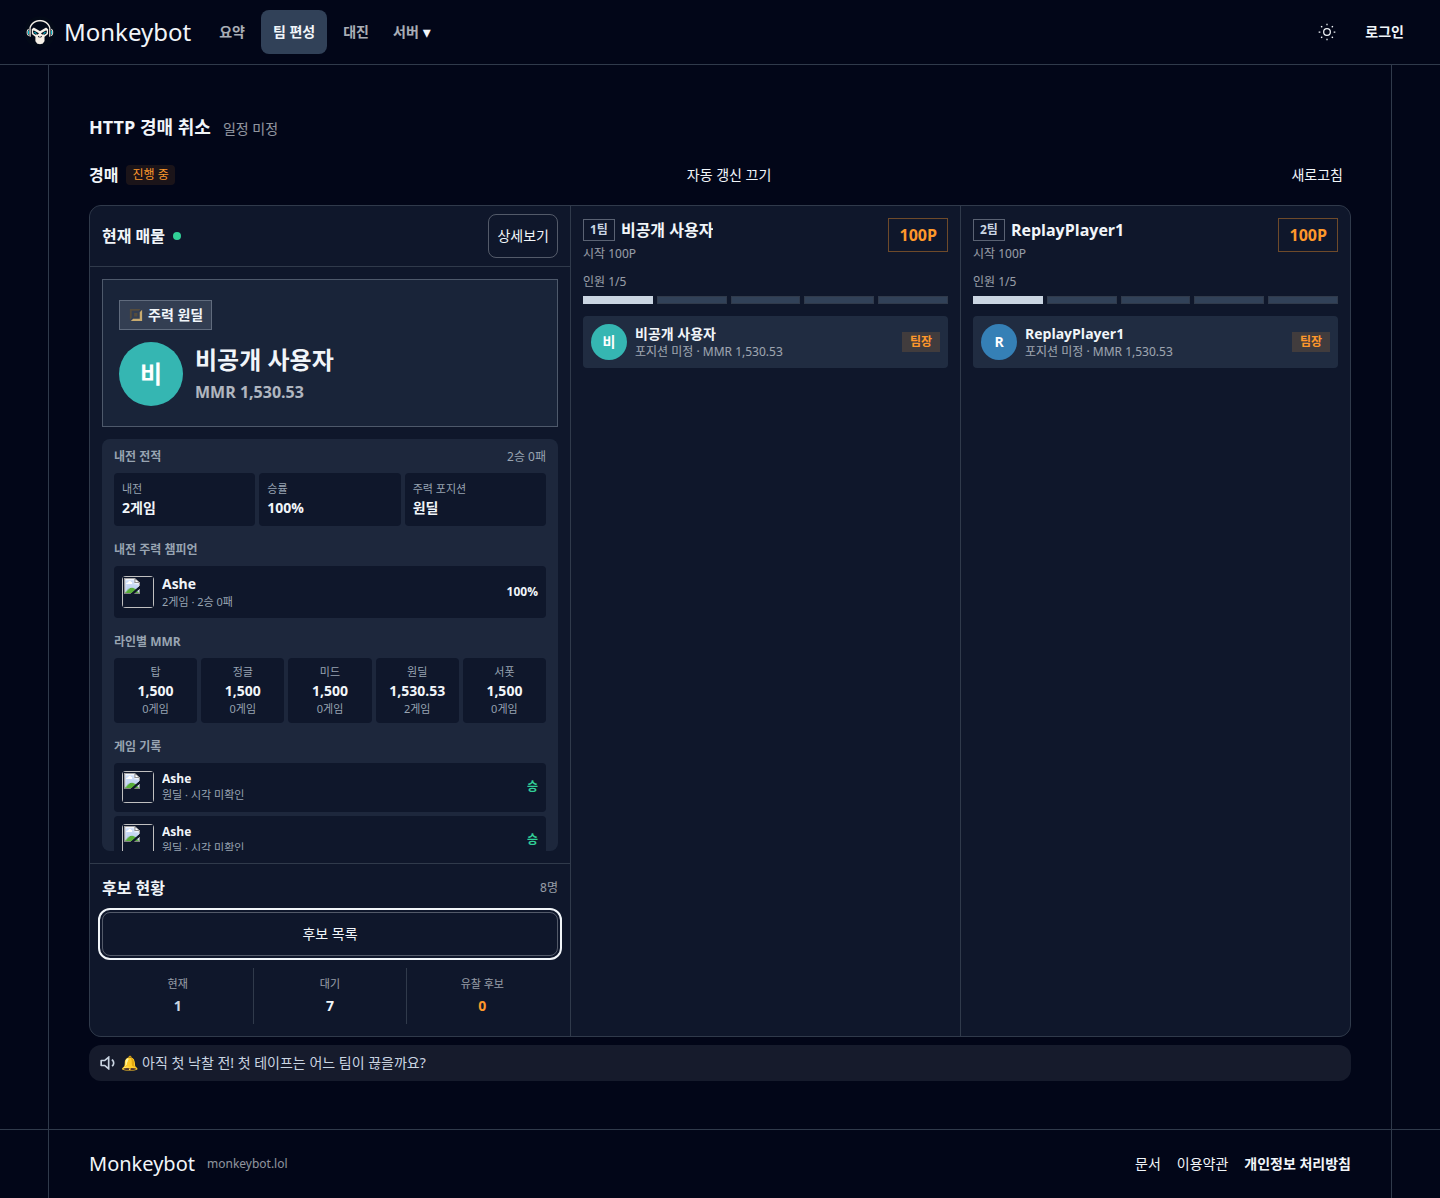 Monkeybot 요약 팀 편성 대진 서버 ▾ 로그인
HTTP 경매 취소 일정 미정
경매 진행 중 자동 갱신 끄기 새로고침
현재 매물 상세보기
주력 원딜
비 비공개 사용자
MMR 1,530.53
내전 전적 2승 0패
내전 승률 주력 포지션
2게임 100% 원딜
내전 주력 챔피언
Ashe 100%
2게임 · 2승 0패
라인별 MMR
탑 정글 미드 원딜 서폿
1,500 1,500 1,500 1,530.53 1,500
0게임 0게임 0게임 2게임 0게임
게임 기록
Ashe 승
원딜 · 시각 미확인
Ashe 승
원딜 · 시각 미확인
후보 현황 8명
후보 목록
현재 대기 유찰 후보
1 7 0
1팀 비공개 사용자 100P
시작 100P
인원 1/5
비 비공개 사용자 팀장
포지션 미정 · MMR 1,530.53
2팀 ReplayPlayer1 100P
시작 100P
인원 1/5
R ReplayPlayer1 팀장
포지션 미정 · MMR 1,530.53
🔔 아직 첫 낙찰 전! 첫 테이프는 어느 팀이 끊을까요?
Monkeybot monkeybot.lol 문서 이용약관 개인정보 처리방침